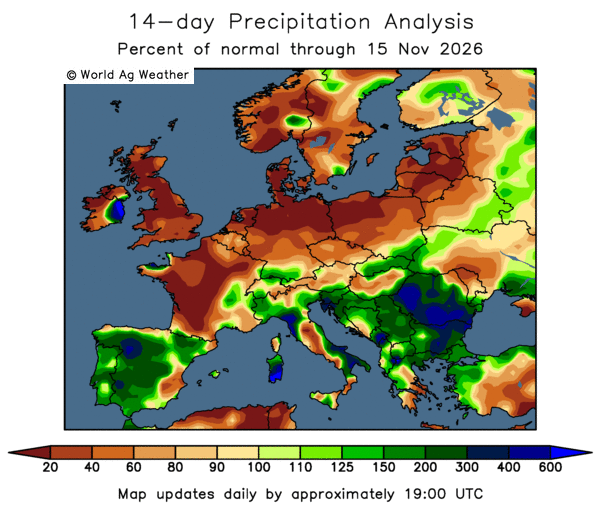 14-day Precipitation Analysis
Percent of normal through 15 Nov 2026
© World Ag Weather
20 40 60 80 90 100 110 125 150 200 300 400 600
Map updates daily by approximately 19:00 UTC